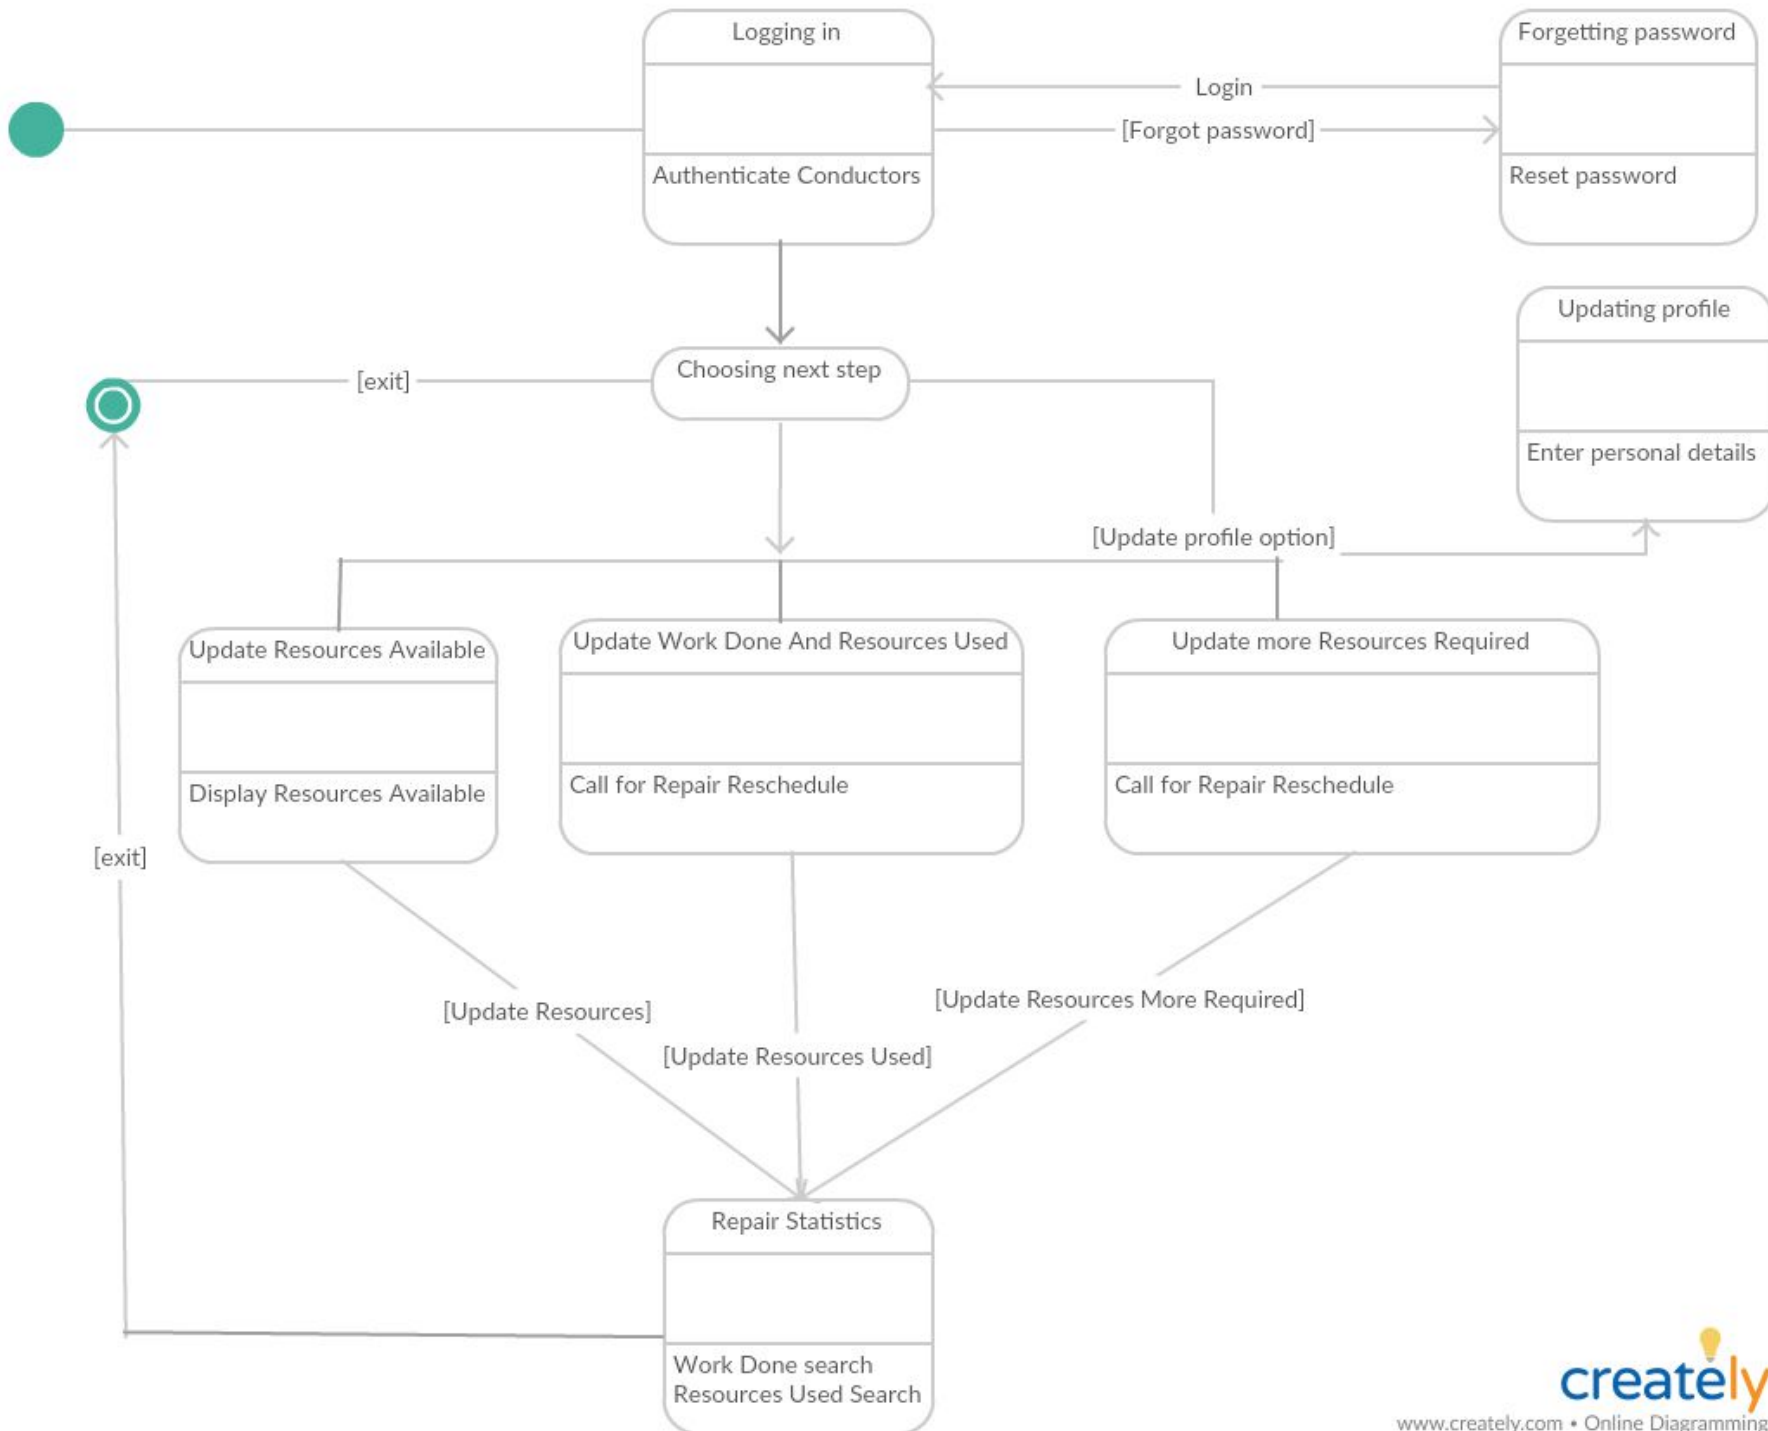 Logging in
Forgetting password
Login
[Forgot password]
Authenticate Conductors
Reset password
Updating profile
Choosing next step
[exit]
Enter personal details
[Update profile option]
Update Resources Available
Update Work Done And Resources Used
Update more Resources Required
Display Resources Available
Call for Repair Reschedule
Call for Repair Reschedule
[exit]
[Update Resources]
[Update Resources More Required]
[Update Resources Used]
Repair Statistics
Work Done search
Resources Used Search
creately
www.creately.com • Online Diagramming